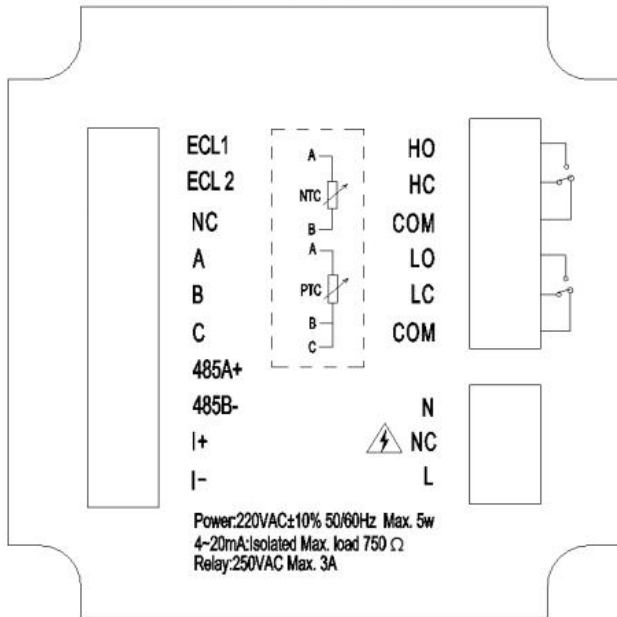 ECL1
ECL 2
NC
A
B
C
485A+
485B-
I+
I-
A
NTC
B
A
PTC
B
C
HO
HC
COM
LO
LC
COM
N
NC
L
Power:220VAC±10% 50/60Hz Max. 5w
4~20mA:Isolated Max. load 750 Ω
Relay:250VAC Max. 3A